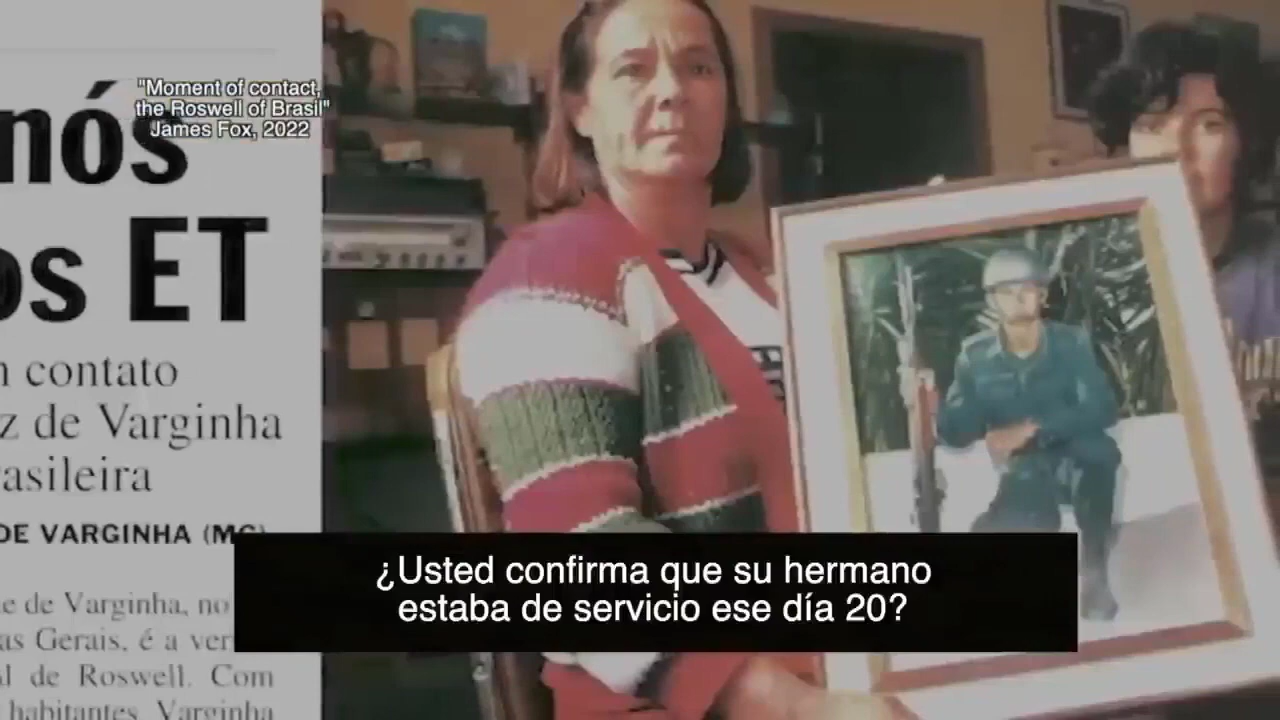 "Moment of contact,
the Roswell of Brasil"
James Fox, 2022
nós
os ET
contato
z de Varginha
rasileira
DE VARGINHA (MG)
e de Varginha, no
as Gerais, é a ver
l de Roswell. Com
habitantes, Varginha
¿Usted confirma que su hermano
estaba de servicio ese día 20?